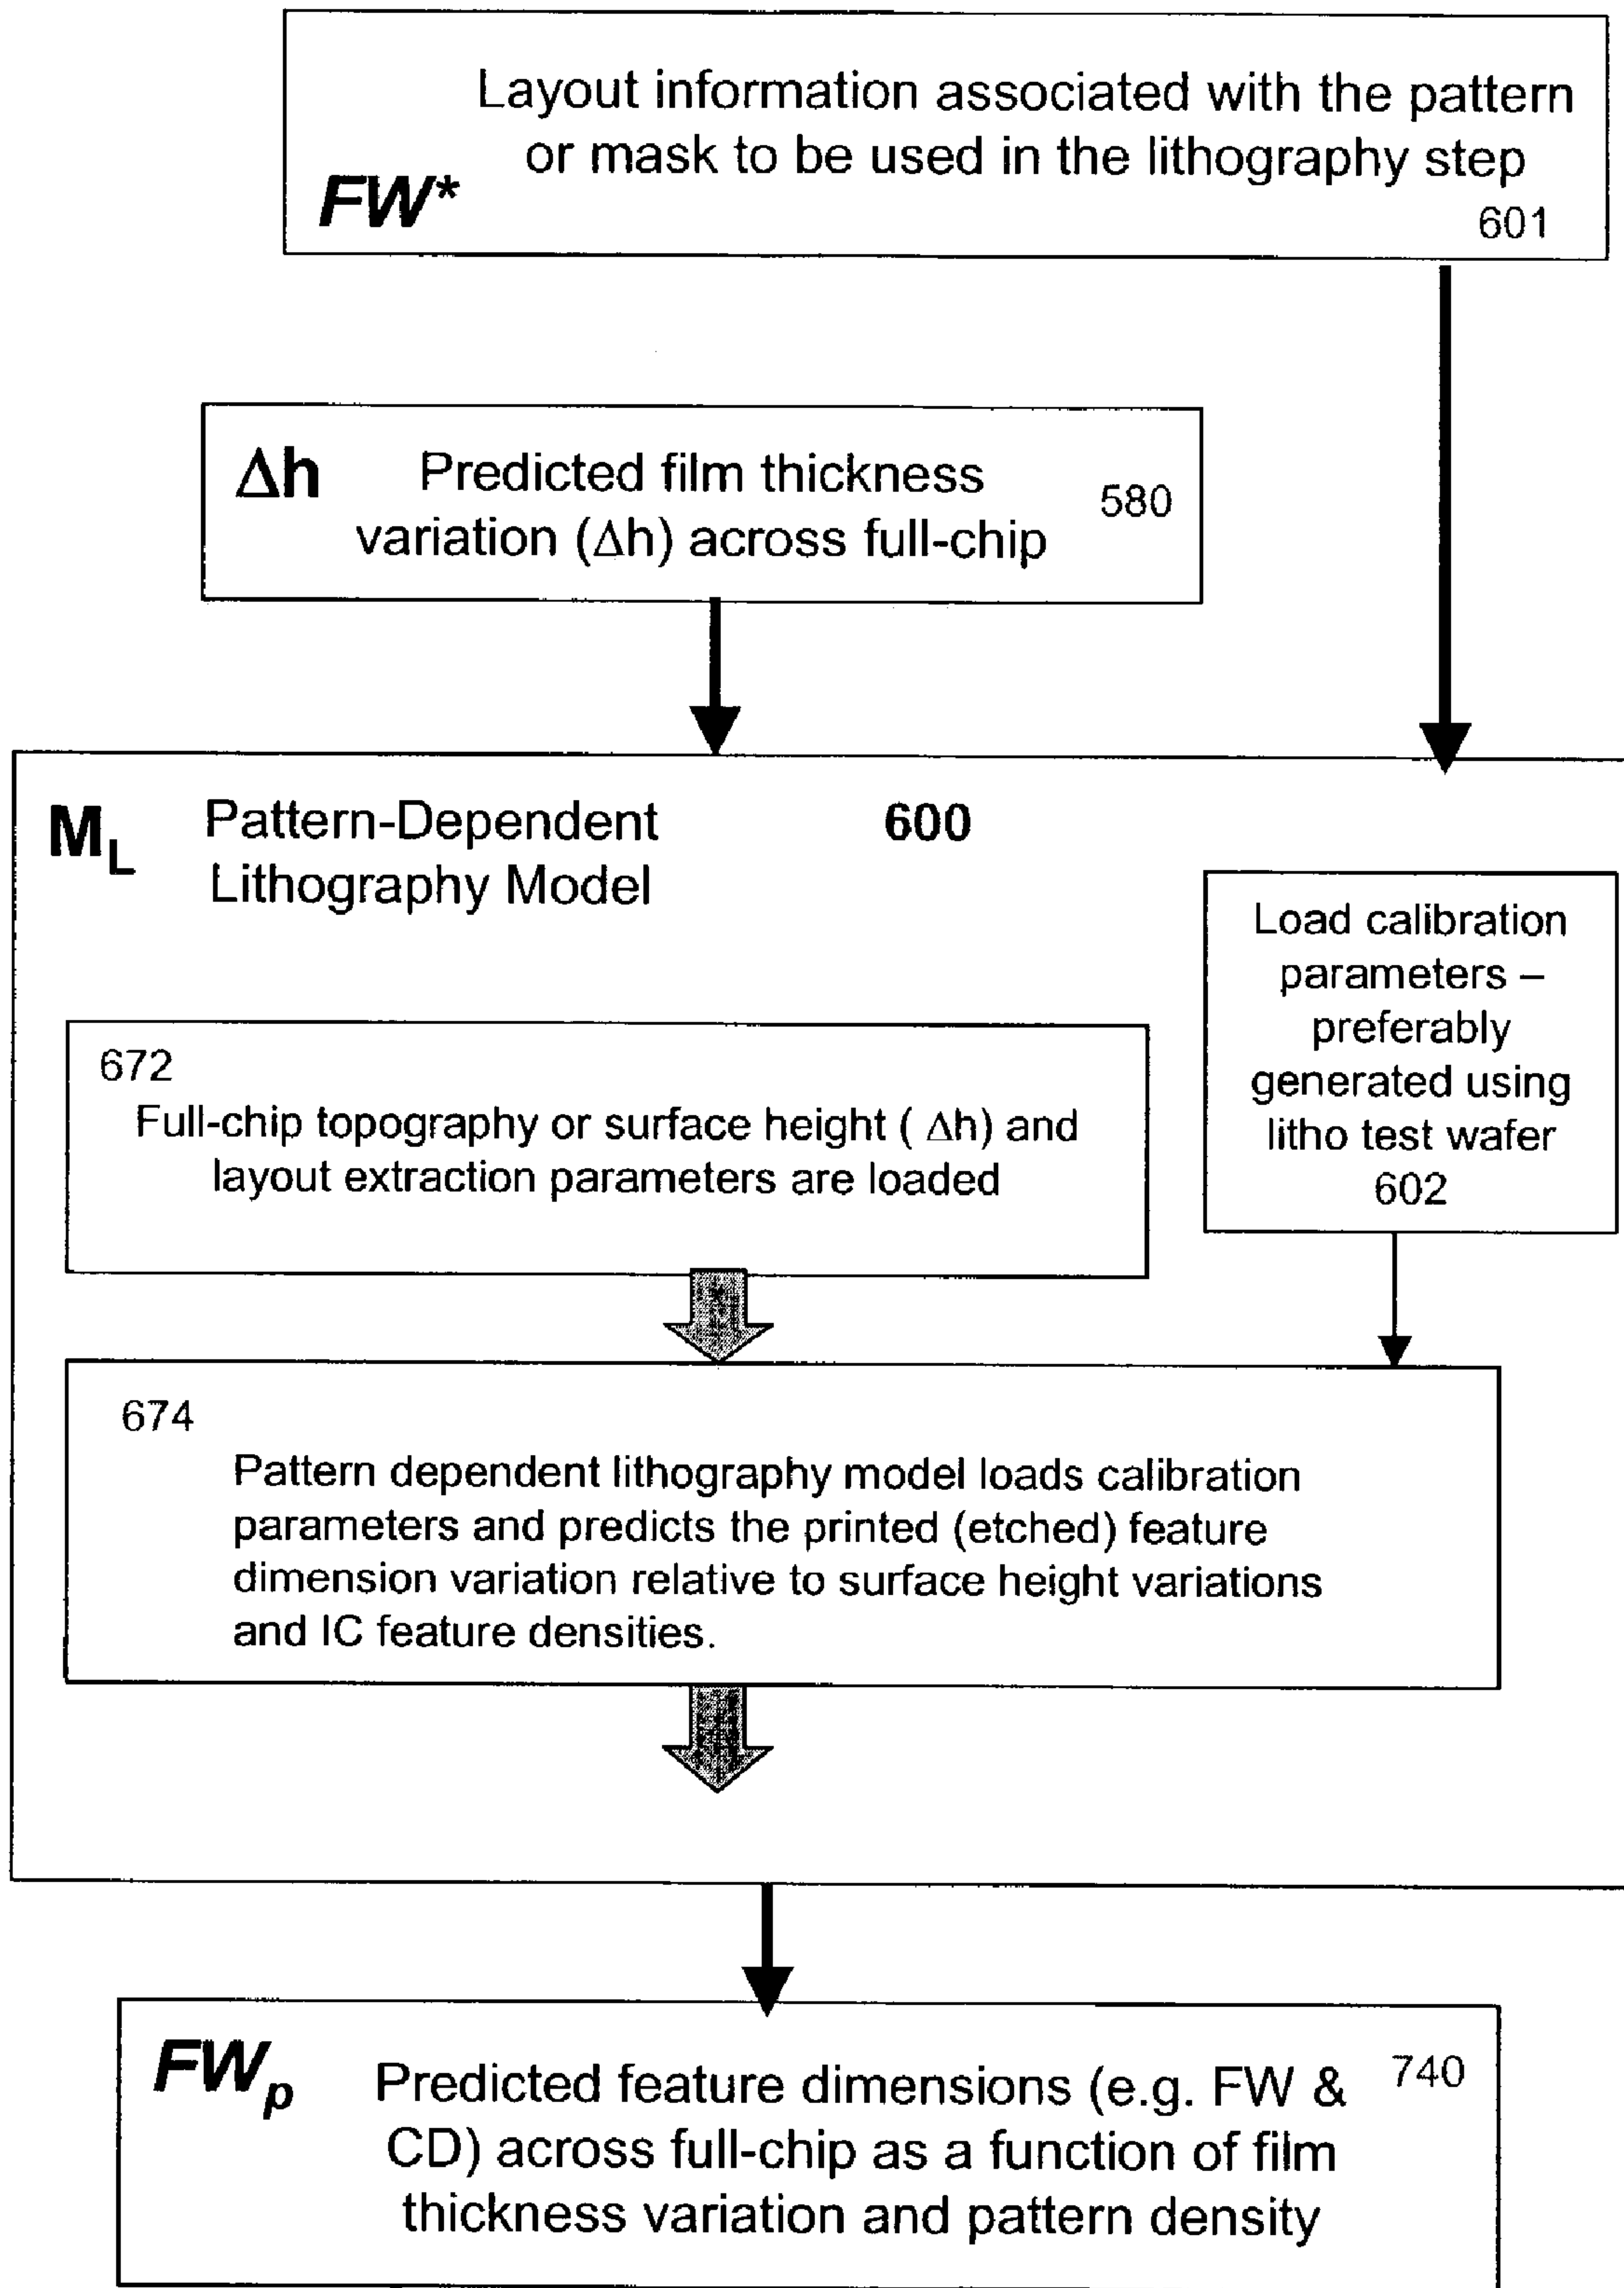 Layout information associated with the pattern
or mask to be used in the lithography step
FW*
601
Δh Predicted film thickness
variation (Δh) across full-chip
580
M_L Pattern-Dependent 600
Lithography Model
Load calibration
parameters –
preferably
generated using
litho test wafer
602
672
Full-chip topography or surface height ( Δh) and
layout extraction parameters are loaded
674
Pattern dependent lithography model loads calibration
parameters and predicts the printed (etched) feature
dimension variation relative to surface height variations
and IC feature densities.
FW_p Predicted feature dimensions (e.g. FW & 740
CD) across full-chip as a function of film
thickness variation and pattern density